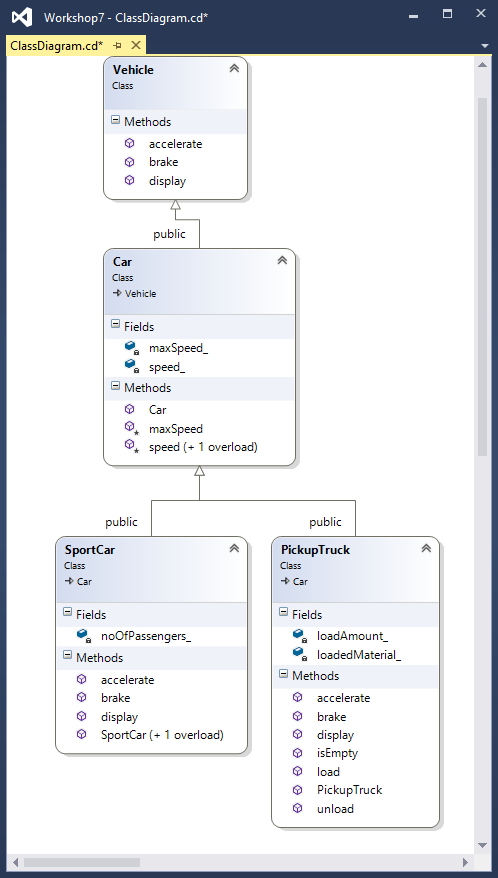 Workshop7 - ClassDiagram.cd*
ClassDiagram.cd*
Vehicle
Class
Methods
accelerate
brake
display
public
Car
Class
Vehicle
Fields
maxSpeed_
speed_
Methods
Car
maxSpeed
speed (+ 1 overload)
public
SportCar
Class
Car
Fields
noOfPassengers_
Methods
accelerate
brake
display
SportCar (+ 1 overload)
public
PickupTruck
Class
Car
Fields
loadAmount_
loadedMaterial_
Methods
accelerate
brake
display
isEmpty
load
PickupTruck
unload